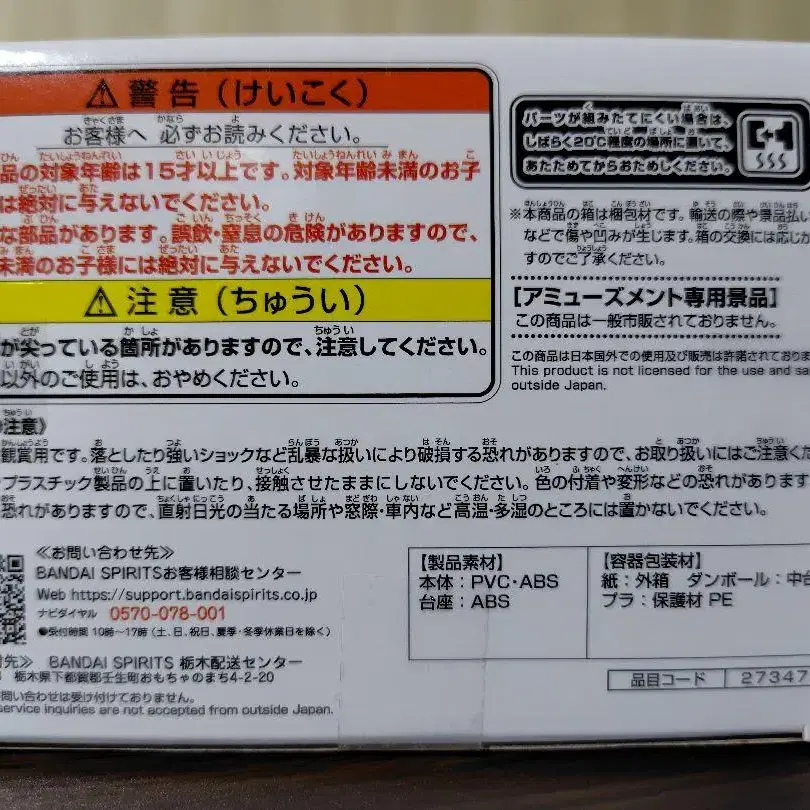 ⚠警告（けいこく）
お客様へ 必ずお読みください。
品の対象年齢は15才以上です。対象年齢未満のお子
は絶対に与えないでください。
な部品があります。誤飲・窒息の危険がありますので、
未満のお子様には絶対に与えないでください。
⚠注意（ちゅうい）
が尖っている箇所がありますので、注意してください。
以外のご使用は、おやめください。
パーツが組みたてにくい場合は、
しばらく20℃程度の場所に置いて、
あたためてからおためしください。
※本商品の箱は梱包材です。輸送の際や景品払い
などで傷や凹みが生じます。箱の交換には応じか
すのでご了承ください。
【アミューズメント専用景品】
この商品は一般市販されておりません。
この商品は日本国外での使用及び販売は許諾されておりま
This product is not licensed for the use and sa
outside Japan.
の注意》
観賞用です。落としたり強いショックなど乱暴な扱いにより破損する恐れがありますので、お取り扱いにはご注意くだ
プラスチック製品の上に置いたり、接触させたままにしないでください。色の付着や変形などの恐れがあります
恐れがありますので、直射日光の当たる場所や窓際・車内など高温・多湿のところには置かないでください。
≪お問い合わせ先≫
BANDAI SPIRITSお客様相談センター
Web https://support.bandaispirits.co.jp
ナビダイヤル 0570-078-001
●受付時間 10時〜17時（土、日、祝日、夏季・冬季休業日を除く）
付先≫ BANDAI SPIRITS 栃木配送センター
栃木県下都賀郡壬生町おもちゃのまち4-2-20
問い合わせは受け付けておりません。
service inquiries are not accepted from outside Japan.
【製品素材】
本体：PVC・ABS
台座：ABS
【容器包装材】
紙：外箱 ダンボール：中台
プラ：保護材 PE
品目コード 27347